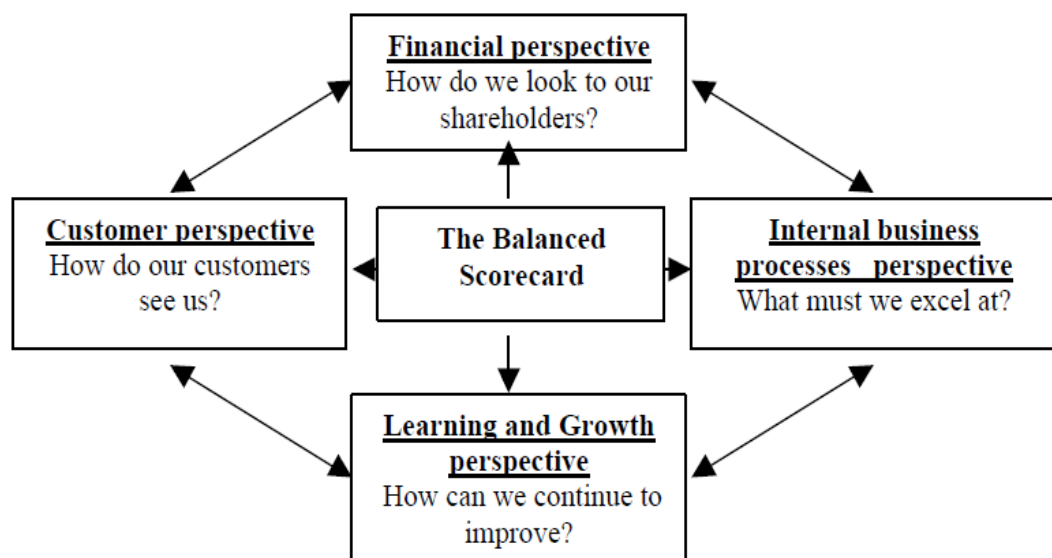 Financial perspective
How do we look to our
shareholders?
Customer perspective
How do our customers
see us?
The Balanced
Scorecard
Internal business
processes perspective
What must we excel at?
Learning and Growth
perspective
How can we continue to
improve?